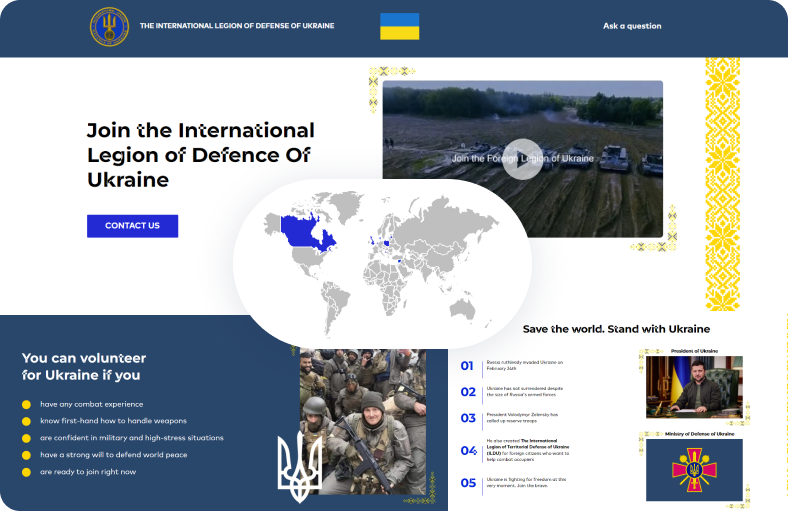 THE INTERNATIONAL LEGION OF DEFENSE OF UKRAINE
Ask a question
Join the International
Legion of Defence Of
Ukraine
CONTACT US
Join the Foreign Legion of Ukraine
You can volunteer
for Ukraine if you
have any combat experience
know first-hand how to handle weapons
are confident in military and high-stress situations
have a strong will to defend world peace
are ready to join right now
Save the world. Stand with Ukraine
01
Russia ruthlessly invaded Ukraine on
February 24th
02
Ukraine has not surrendered despite
the size of Russia's armed forces
03
President Volodymyr Zelensky has
called up reserve troops
04
He also created The International
Legion of Territorial Defense of Ukraine
(ILDU) for foreign citizens who want to
help combat occupiers
05
Ukraine is fighting for freedom at this
very moment. Join the brave.
President of Ukraine
Ministry of Defense of Ukraine